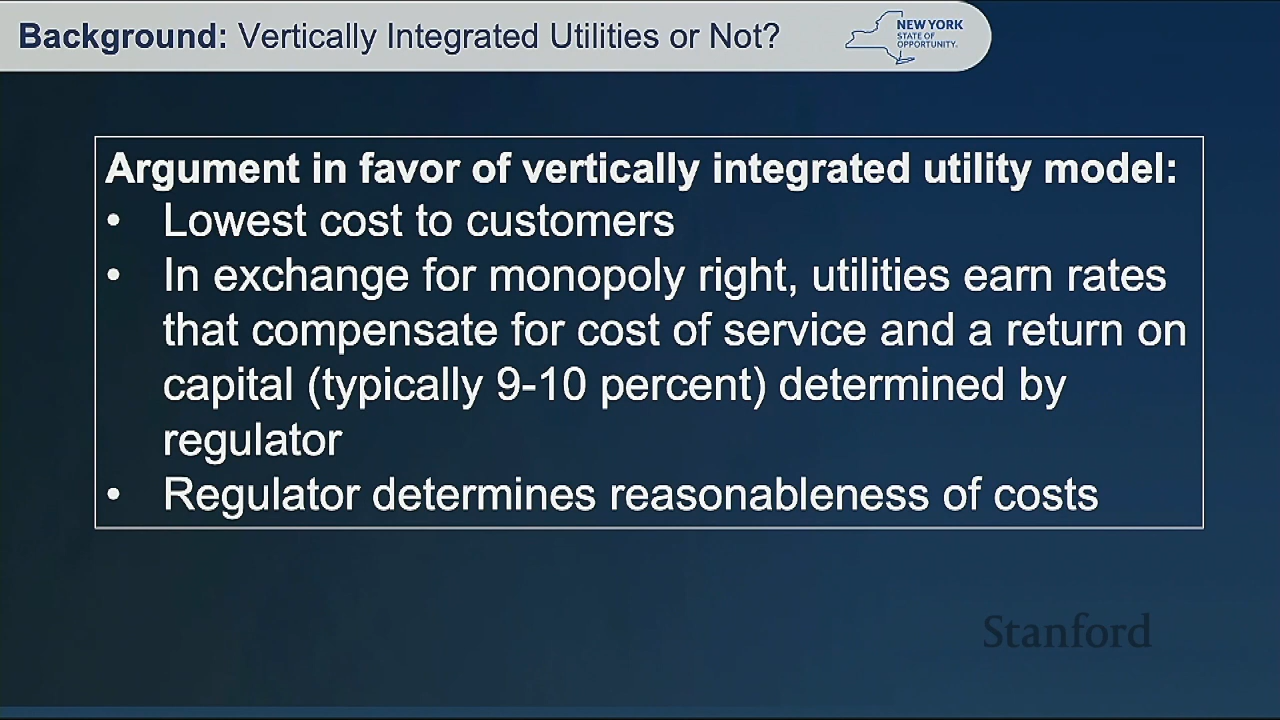 Background: Vertically Integrated Utilities or Not?
NEW YORK
STATE OF
OPPORTUNITY.
Argument in favor of vertically integrated utility model:
• Lowest cost to customers
• In exchange for monopoly right, utilities earn rates
that compensate for cost of service and a return on
capital (typically 9-10 percent) determined by
regulator
• Regulator determines reasonableness of costs
Stanford